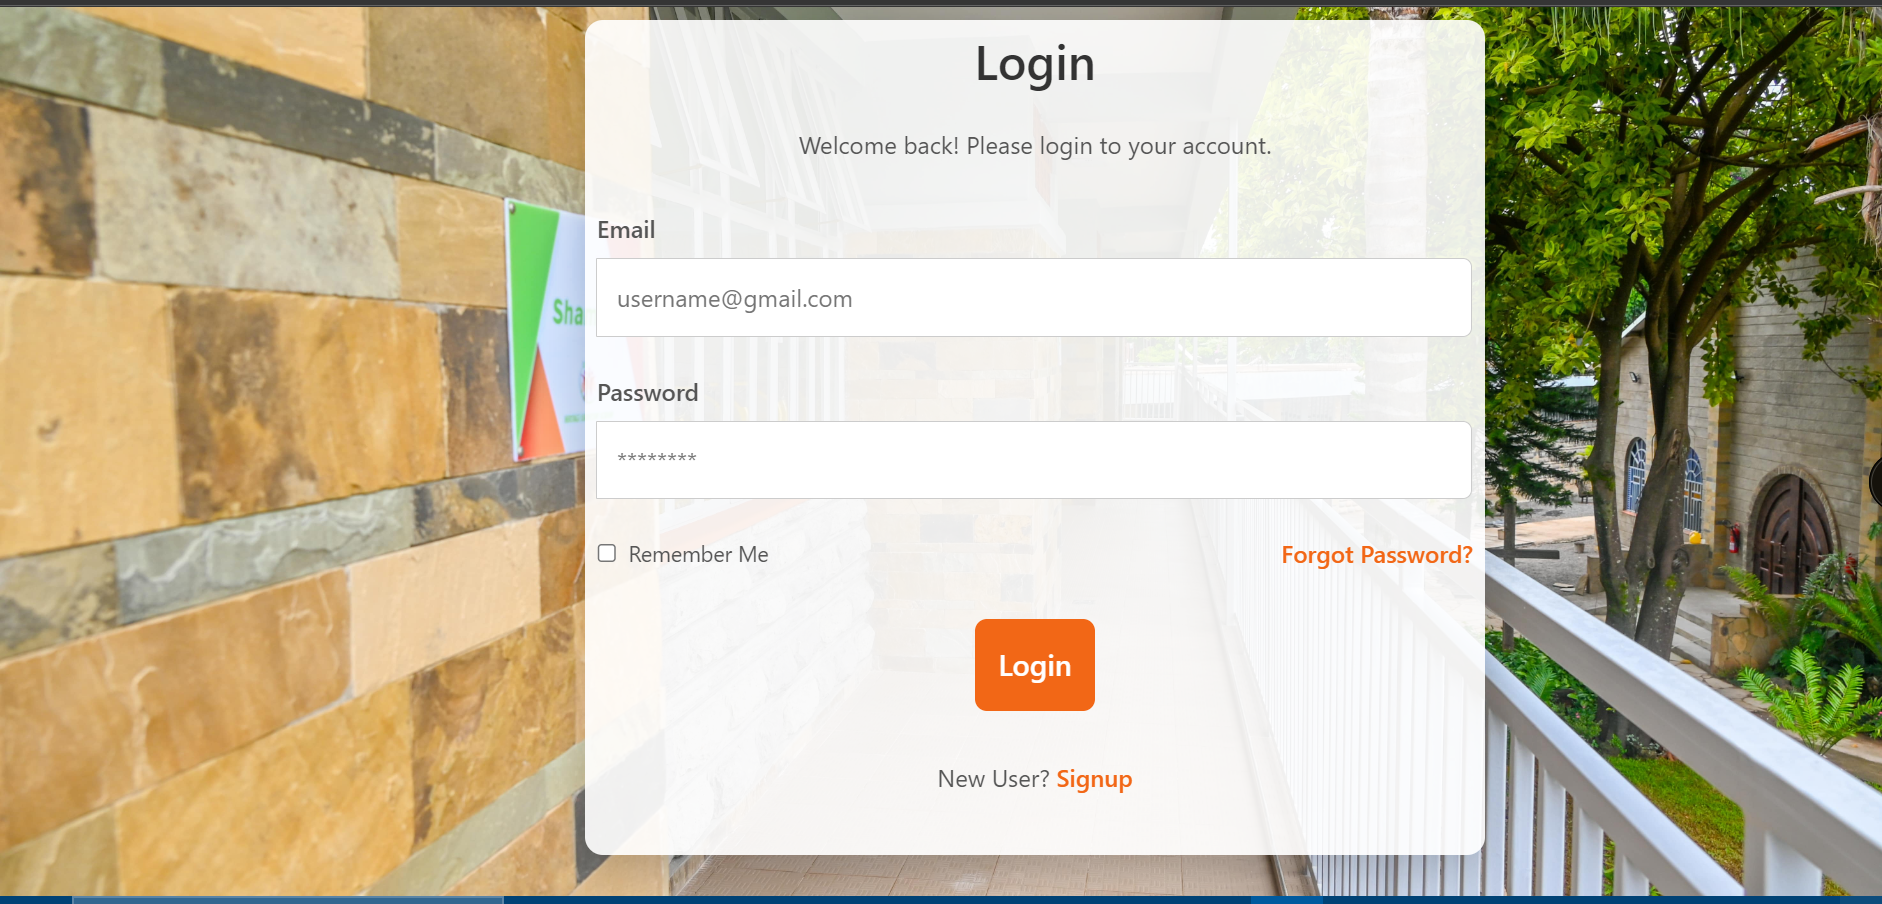 Login
Welcome back! Please login to your account.
Email
username@gmail.com
Password
********
Remember Me
Forgot Password?
Login
New User? Signup